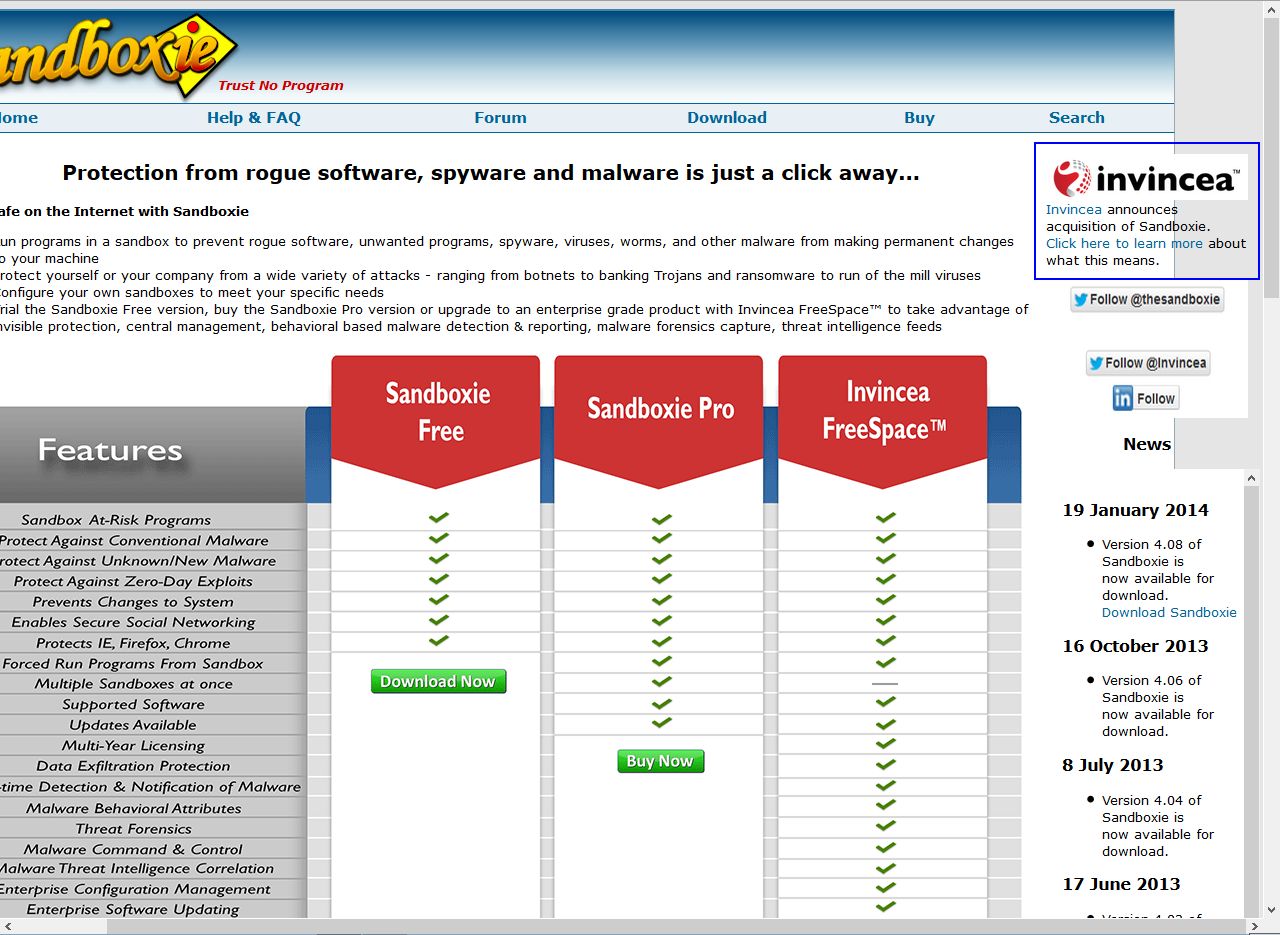 andboxie
Trust No Program
ome
Help & FAQ
Forum
Download
Buy
Search
Protection from rogue software, spyware and malware is just a click away...
afe on the Internet with Sandboxie
un programs in a sandbox to prevent rogue software, unwanted programs, spyware, viruses, worms, and other malware from making permanent changes
o your machine
rotect yourself or your company from a wide variety of attacks - ranging from botnets to banking Trojans and ransomware to run of the mill viruses
onfigure your own sandboxes to meet your specific needs
rial the Sandboxie Free version, buy the Sandboxie Pro version or upgrade to an enterprise grade product with Invincea FreeSpace™ to take advantage of
nvisible protection, central management, behavioral based malware detection & reporting, malware forensics capture, threat intelligence feeds
invincea™
Invincea announces
acquisition of Sandboxie.
Click here to learn more about
what this means.
Follow @thesandboxie
Follow @Invincea
in Follow
News
19 January 2014
Version 4.08 of
Sandboxie is
now available for
download.
Download Sandboxie
16 October 2013
Version 4.06 of
Sandboxie is
now available for
download.
8 July 2013
Version 4.04 of
Sandboxie is
now available for
download.
17 June 2013
Features
Sandboxie
Free
Sandboxie Pro
Invincea
FreeSpace™
Sandbox At-Risk Programs
Protect Against Conventional Malware
rotect Against Unknown/New Malware
Protect Against Zero-Day Exploits
Prevents Changes to System
Enables Secure Social Networking
Protects IE, Firefox, Chrome
Forced Run Programs From Sandbox
Multiple Sandboxes at once
Supported Software
Updates Available
Multi-Year Licensing
Data Exfiltration Protection
-time Detection & Notification of Malware
Malware Behavioral Attributes
Threat Forensics
Malware Command & Control
Malware Threat Intelligence Correlation
Enterprise Configuration Management
Enterprise Software Updating
Download Now
Buy Now